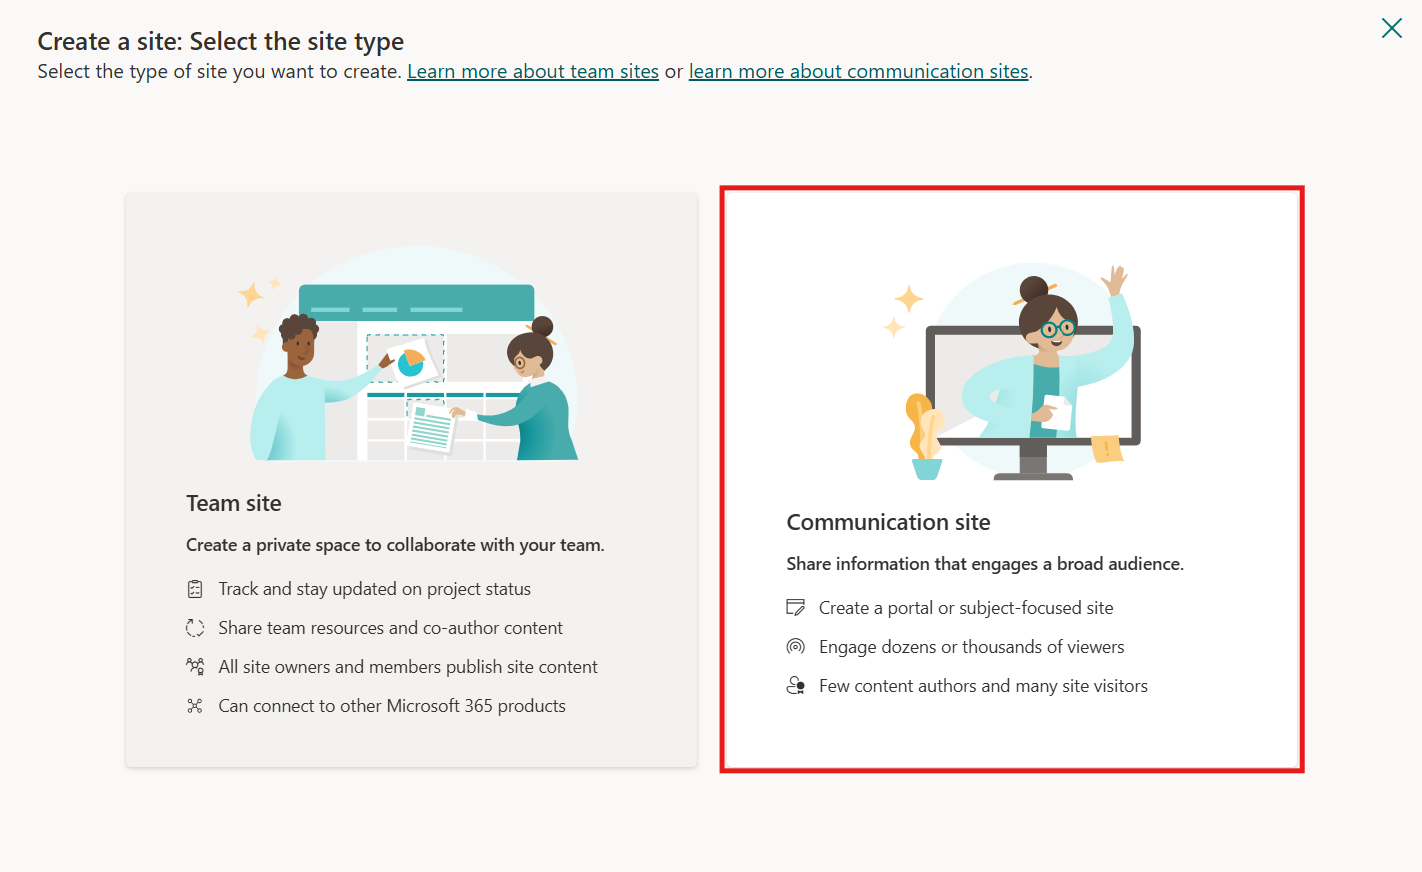 Create a site: Select the site type
Select the type of site you want to create. Learn more about team sites or learn more about communication sites.
Team site
Create a private space to collaborate with your team.
Track and stay updated on project status
Share team resources and co-author content
All site owners and members publish site content
Can connect to other Microsoft 365 products
Communication site
Share information that engages a broad audience.
Create a portal or subject-focused site
Engage dozens or thousands of viewers
Few content authors and many site visitors